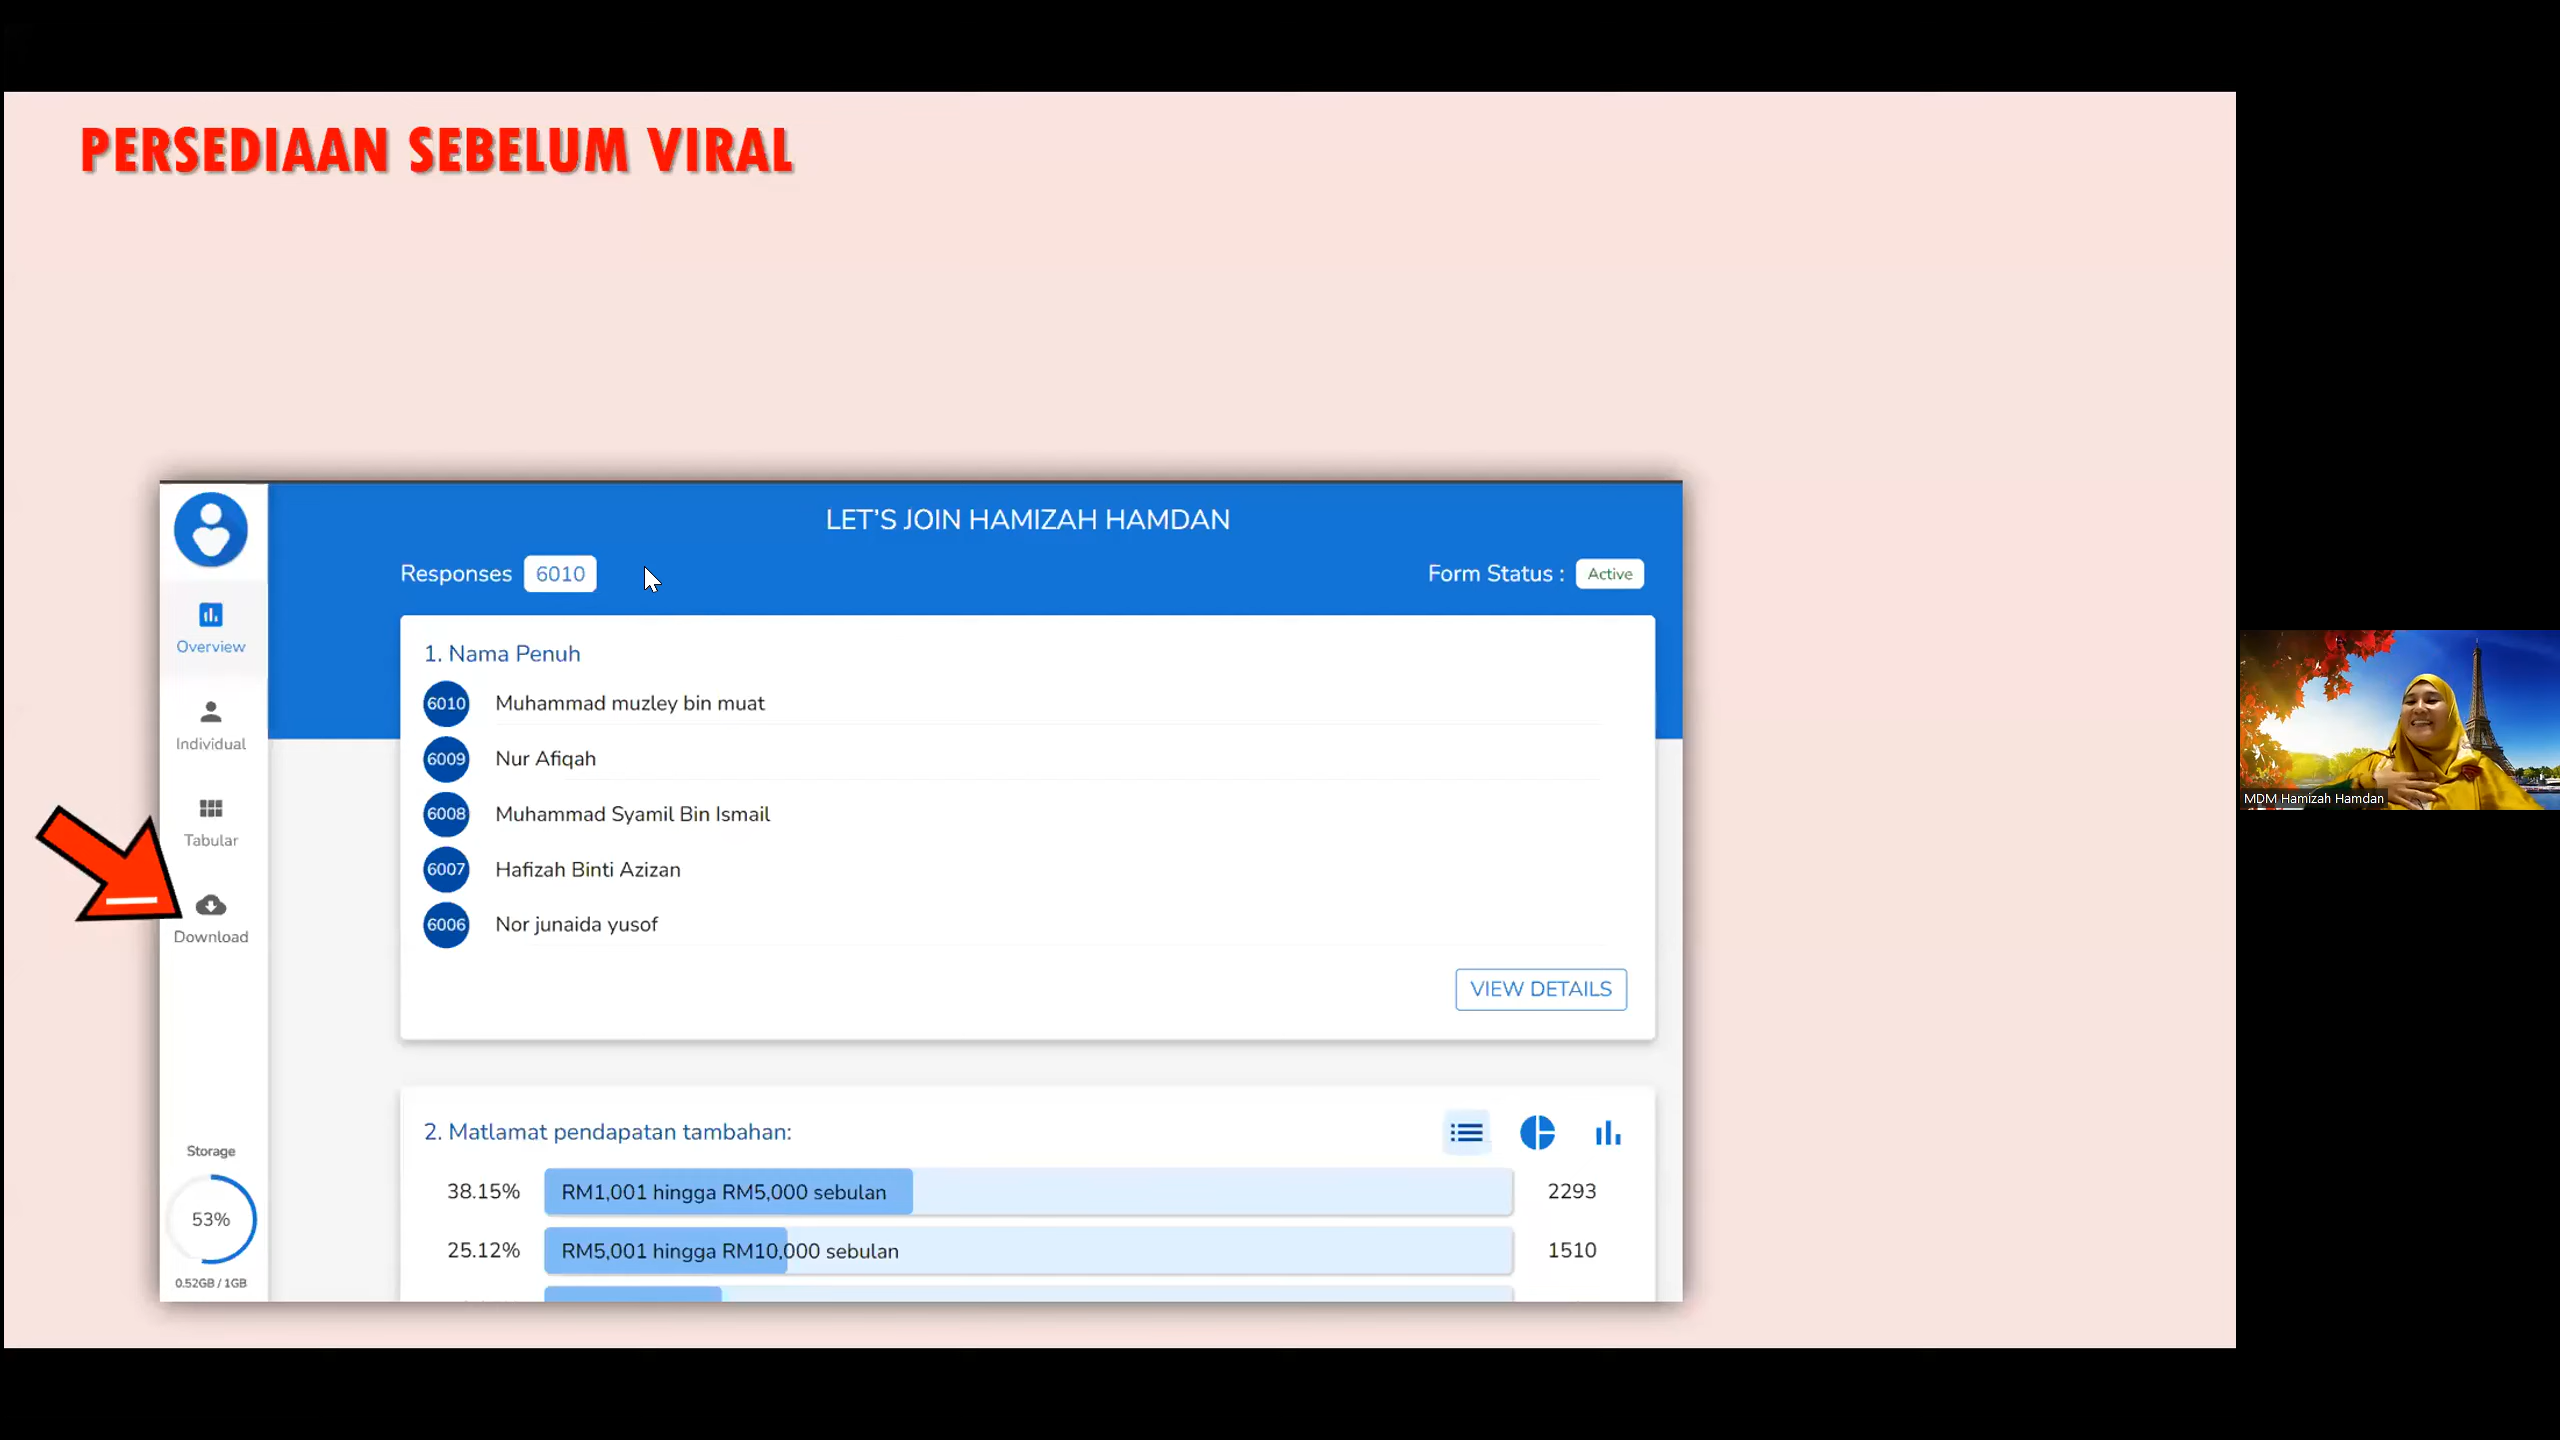 PERSEDIAAN SEBELUM VIRAL
LET'S JOIN HAMIZAH HAMDAN
Responses 6010
Form Status : Active
Overview
Individual
Tabular
Download
Storage
53%
0.52GB / 1GB
1. Nama Penuh
6010 Muhammad muzley bin muat
6009 Nur Afiqah
6008 Muhammad Syamil Bin Ismail
6007 Hafizah Binti Azizan
6006 Nor junaida yusof
VIEW DETAILS
2. Matlamat pendapatan tambahan:
38.15% RM1,001 hingga RM5,000 sebulan 2293
25.12% RM5,001 hingga RM10,000 sebulan 1510
MDM Hamizah Hamdan